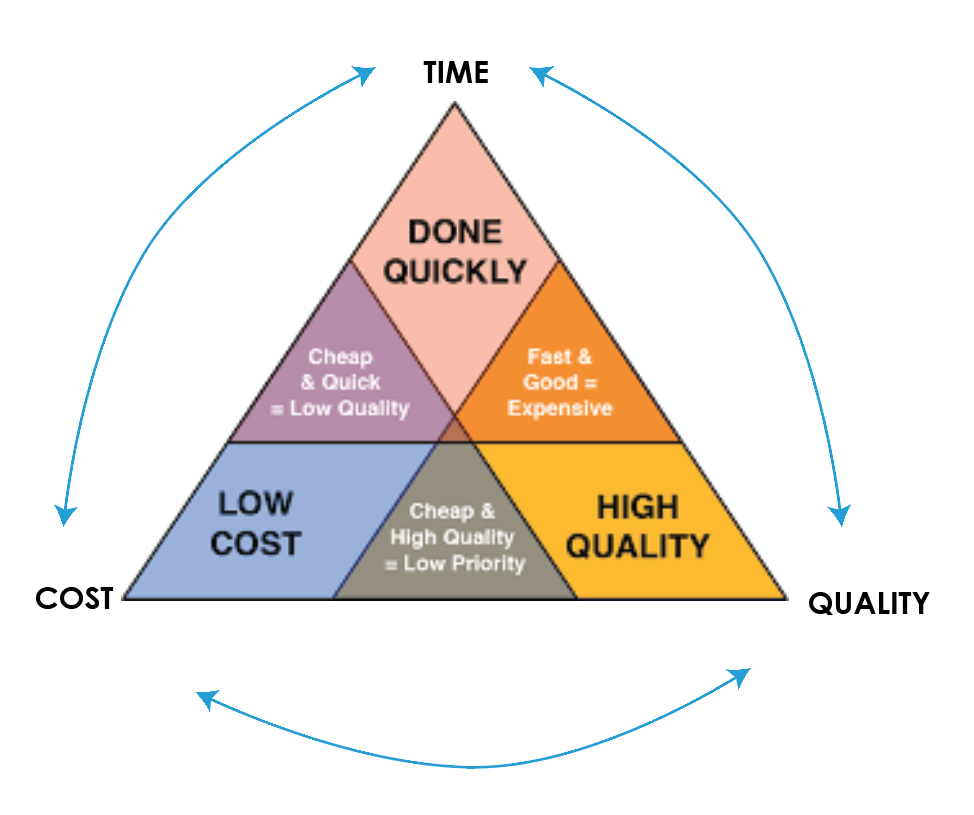 TIME
DONE
QUICKLY
Cheap
& Quick
= Low Quality
Fast &
Good =
Expensive
LOW
COST
Cheap &
High Quality
= Low Priority
HIGH
QUALITY
COST
QUALITY